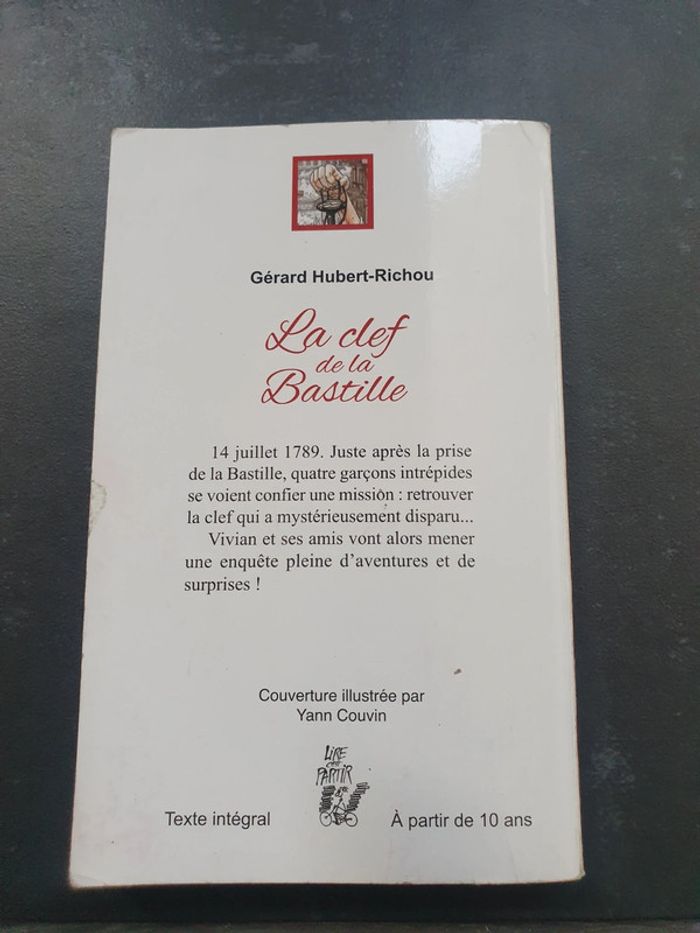 Gérard Hubert-Richou
La clef
de la
Bastille
14 juillet 1789. Juste après la prise
de la Bastille, quatre garçons intrépides
se voient confier une mission : retrouver
la clef qui a mystérieusement disparu...
Vivian et ses amis vont alors mener
une enquête pleine d'aventures et de
surprises !
Couverture illustrée par
Yann Couvin
LIRE
C'EST
PARTIR
Texte intégral
À partir de 10 ans